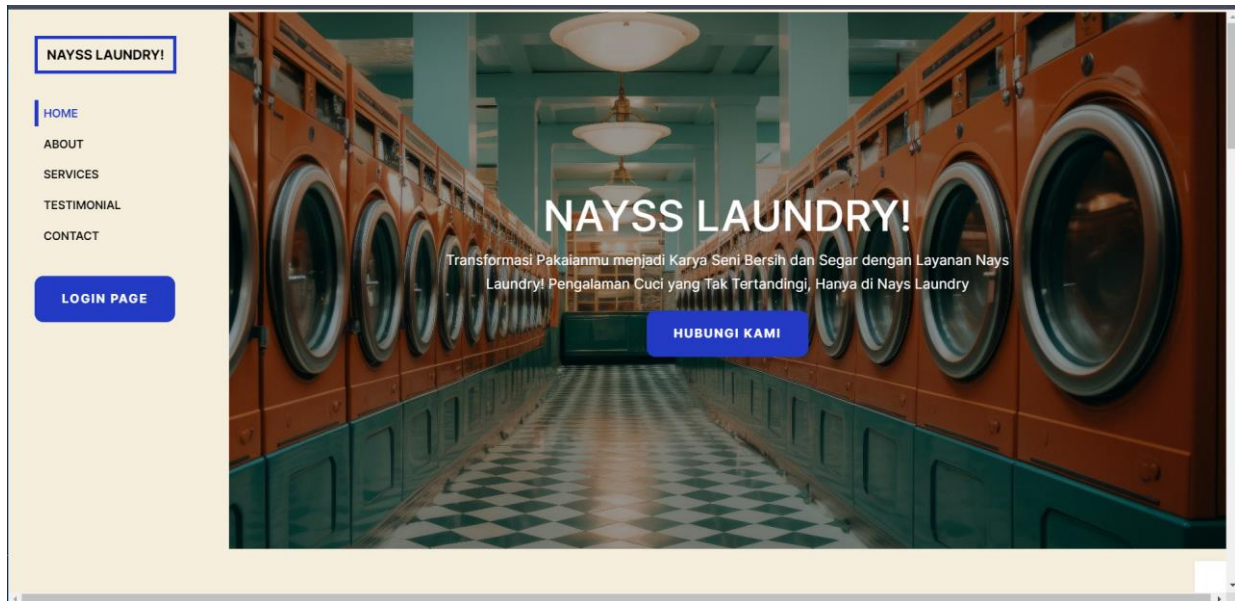 NAYSS LAUNDRY!
HOME
ABOUT
SERVICES
TESTIMONIAL
CONTACT
LOGIN PAGE
NAYSS LAUNDRY!
Transformasi Pakaianmu menjadi Karya Seni Bersih dan Segar dengan Layanan Nays
Laundry! Pengalaman Cuci yang Tak Tertandingi, Hanya di Nays Laundry
HUBUNGI KAMI